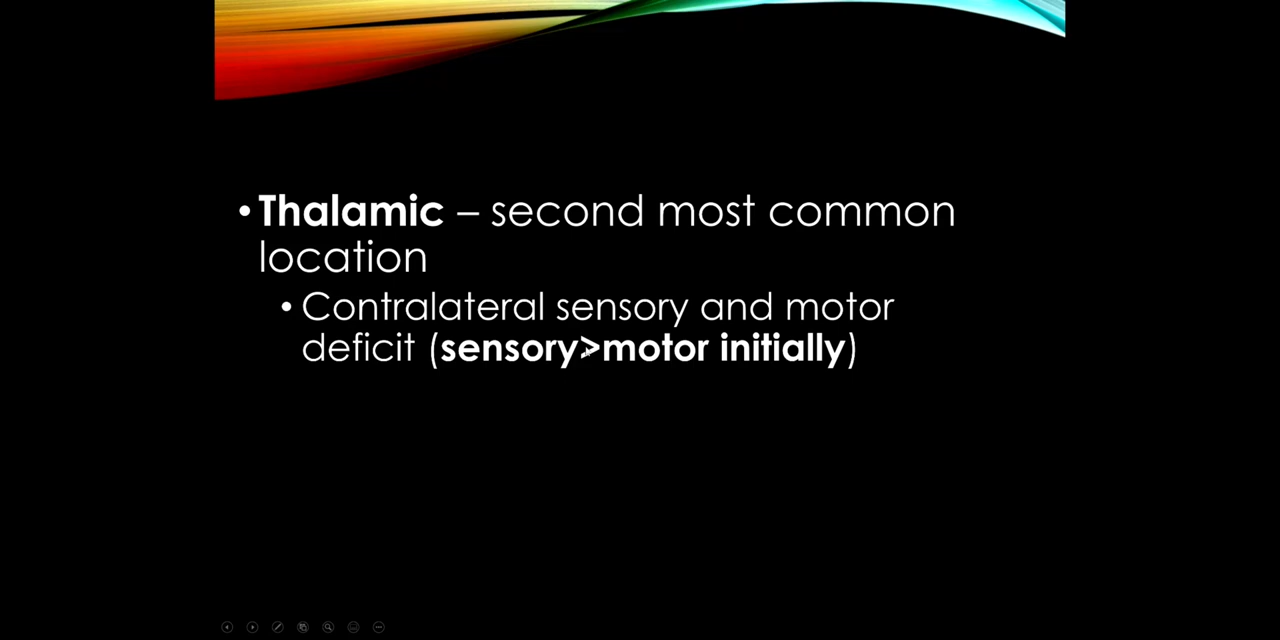 •Thalamic – second most common
location
• Contralateral sensory and motor
deficit (sensory>motor initially)